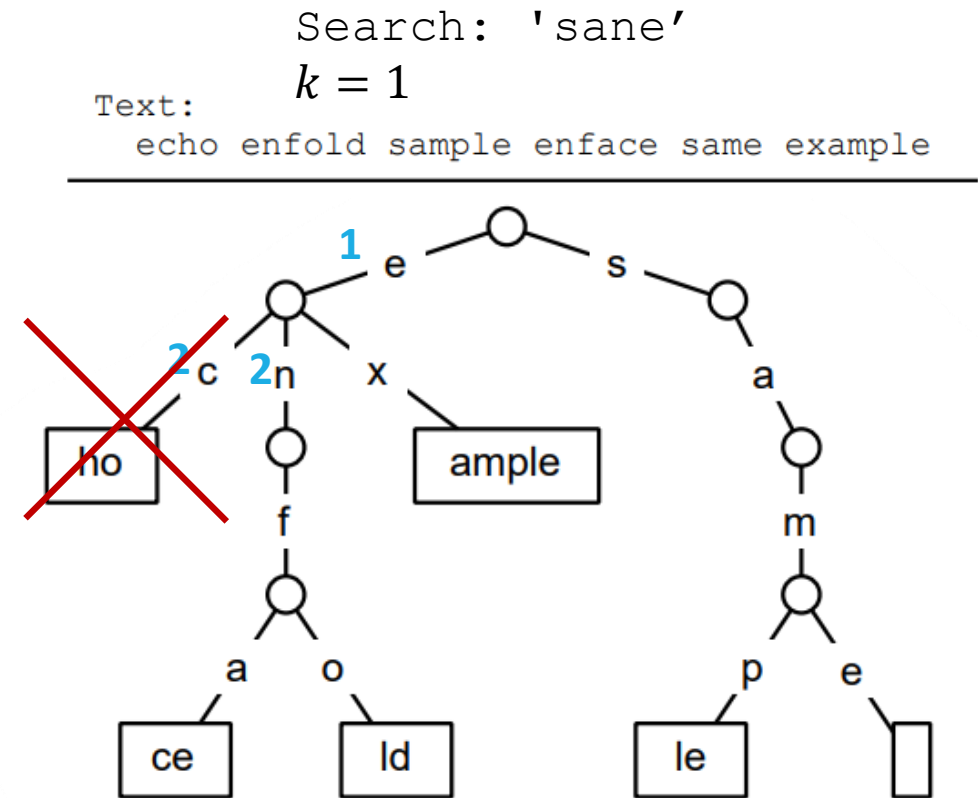 Search: 'sane’
k = 1
Text:
echo enfold sample enface same example
1
e
s
2
c
2
n
x
a
ho
ample
f
m
a
o
p
e
ce
ld
le